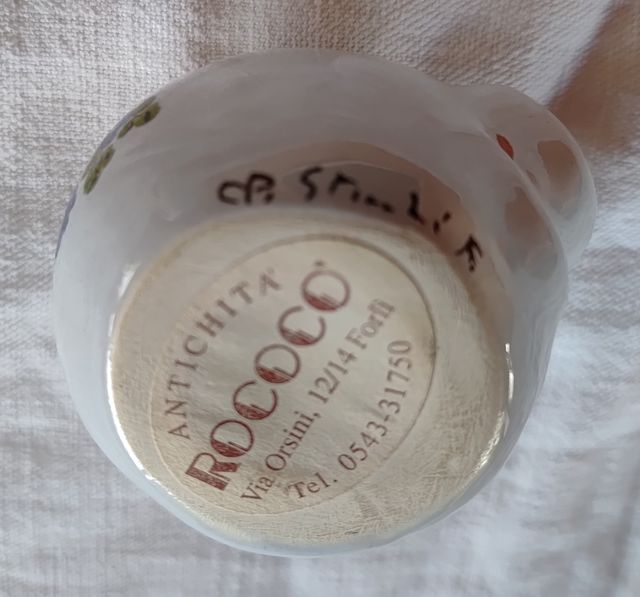 ANTICHITA'
ROCOCO'
Via Orsini, 12/14 Forlì
Tel. 0543-31750